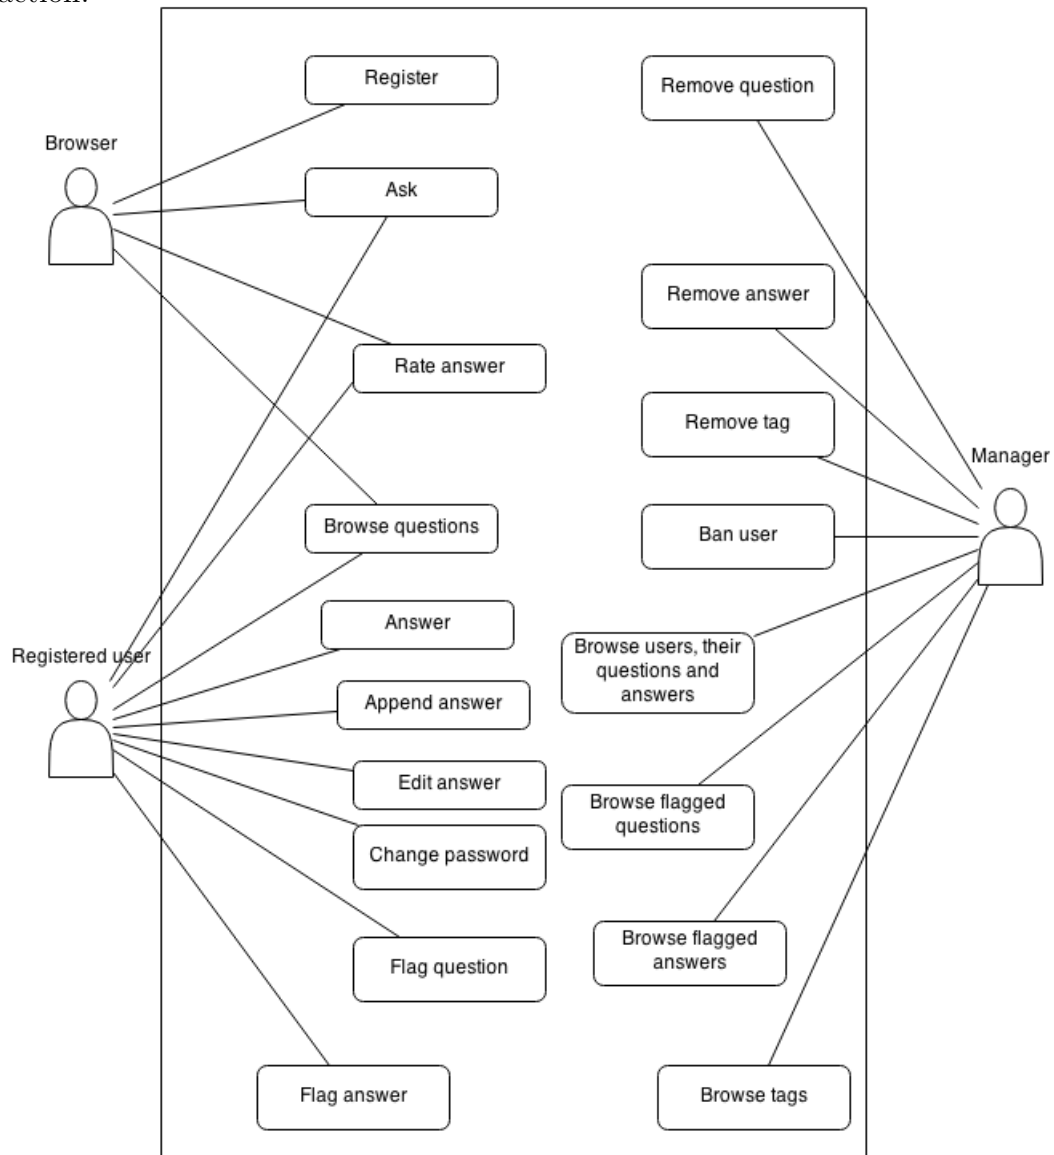 Register
Remove question
Browser
Ask
Remove answer
Rate answer
Remove tag
Manager
Browse questions
Ban user
Answer
Registered user
Browse users, their
questions and
answers
Append answer
Edit answer
Browse flagged
questions
Change password
Browse flagged
answers
Flag question
Flag answer
Browse tags